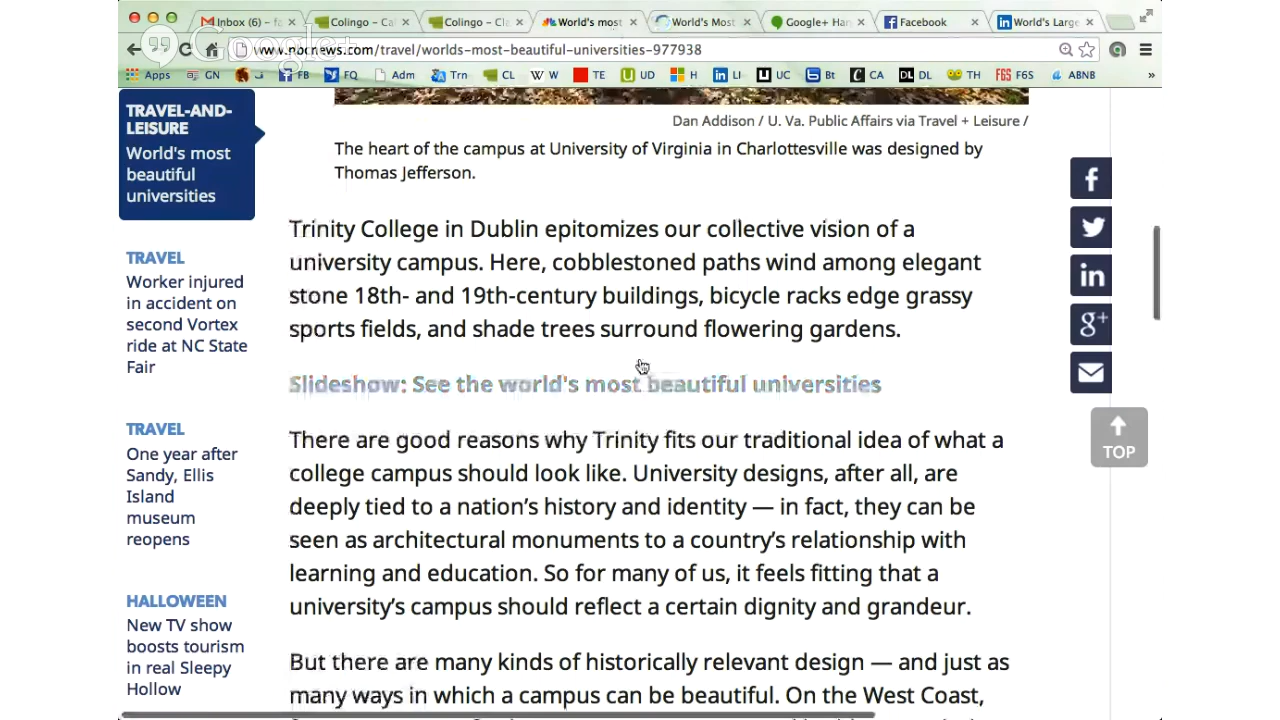 Inbox (6) – fa
Colingo – Ca
Colingo – Cla
World's most
World's Most
Google+ Han
Facebook
World's Large
Google+
www.nbcnews.com/travel/worlds-most-beautiful-universities-977938
Apps GN FB FQ Adm Trn CL W TE UD H LI UC Bt CA DL TH F6S ABNB »
TRAVEL-AND-
LEISURE
World's most
beautiful
universities
TRAVEL
Worker injured
in accident on
second Vortex
ride at NC State
Fair
TRAVEL
One year after
Sandy, Ellis
Island
museum
reopens
HALLOWEEN
New TV show
boosts tourism
in real Sleepy
Hollow
Dan Addison / U. Va. Public Affairs via Travel + Leisure /
The heart of the campus at University of Virginia in Charlottesville was designed by
Thomas Jefferson.
Trinity College in Dublin epitomizes our collective vision of a
university campus. Here, cobblestoned paths wind among elegant
stone 18th- and 19th-century buildings, bicycle racks edge grassy
sports fields, and shade trees surround flowering gardens.
Slideshow: See the world's most beautiful universities
There are good reasons why Trinity fits our traditional idea of what a
college campus should look like. University designs, after all, are
deeply tied to a nation's history and identity — in fact, they can be
seen as architectural monuments to a country's relationship with
learning and education. So for many of us, it feels fitting that a
university's campus should reflect a certain dignity and grandeur.
But there are many kinds of historically relevant design — and just as
many ways in which a campus can be beautiful. On the West Coast,
TOP